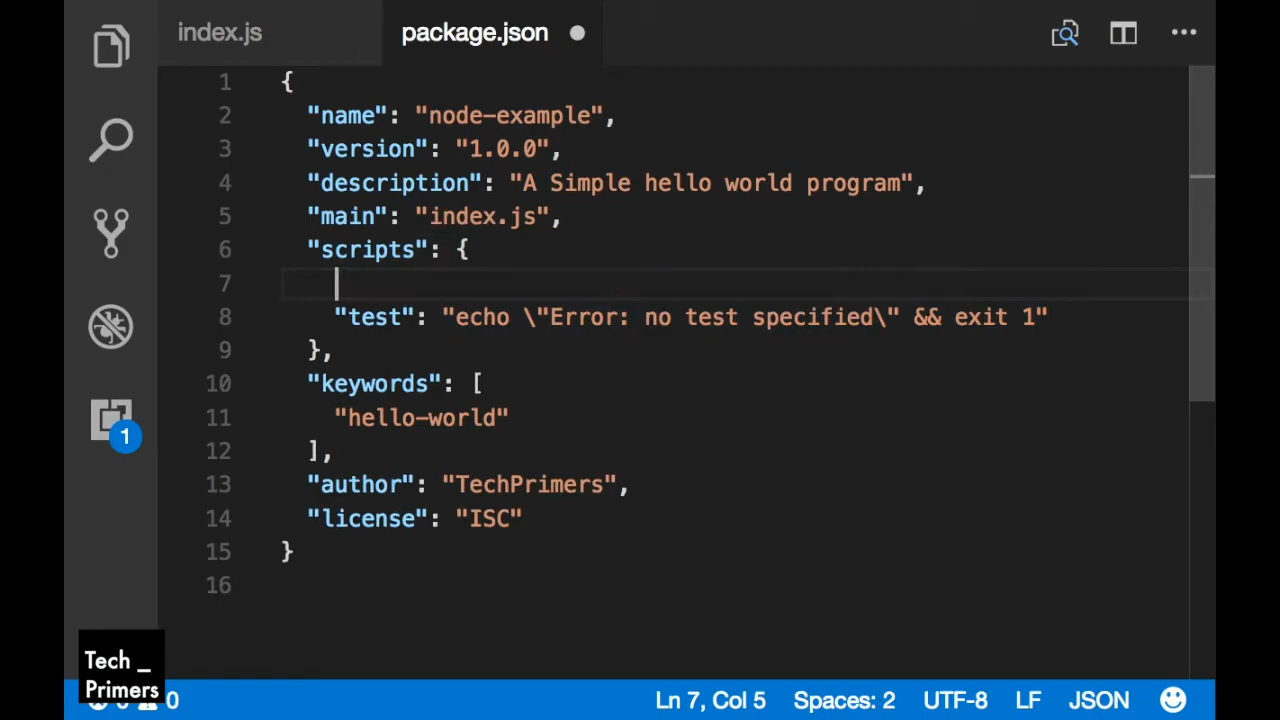 index.js
package.json
1 {
2 "name": "node-example",
3 "version": "1.0.0",
4 "description": "A Simple hello world program",
5 "main": "index.js",
6 "scripts": {
7
8 "test": "echo \"Error: no test specified\" && exit 1"
9 },
10 "keywords": [
11 "hello-world"
12 ],
13 "author": "TechPrimers",
14 "license": "ISC"
15 }
16
1
Tech _
Primers
0
Ln 7, Col 5
Spaces: 2
UTF-8
LF
JSON